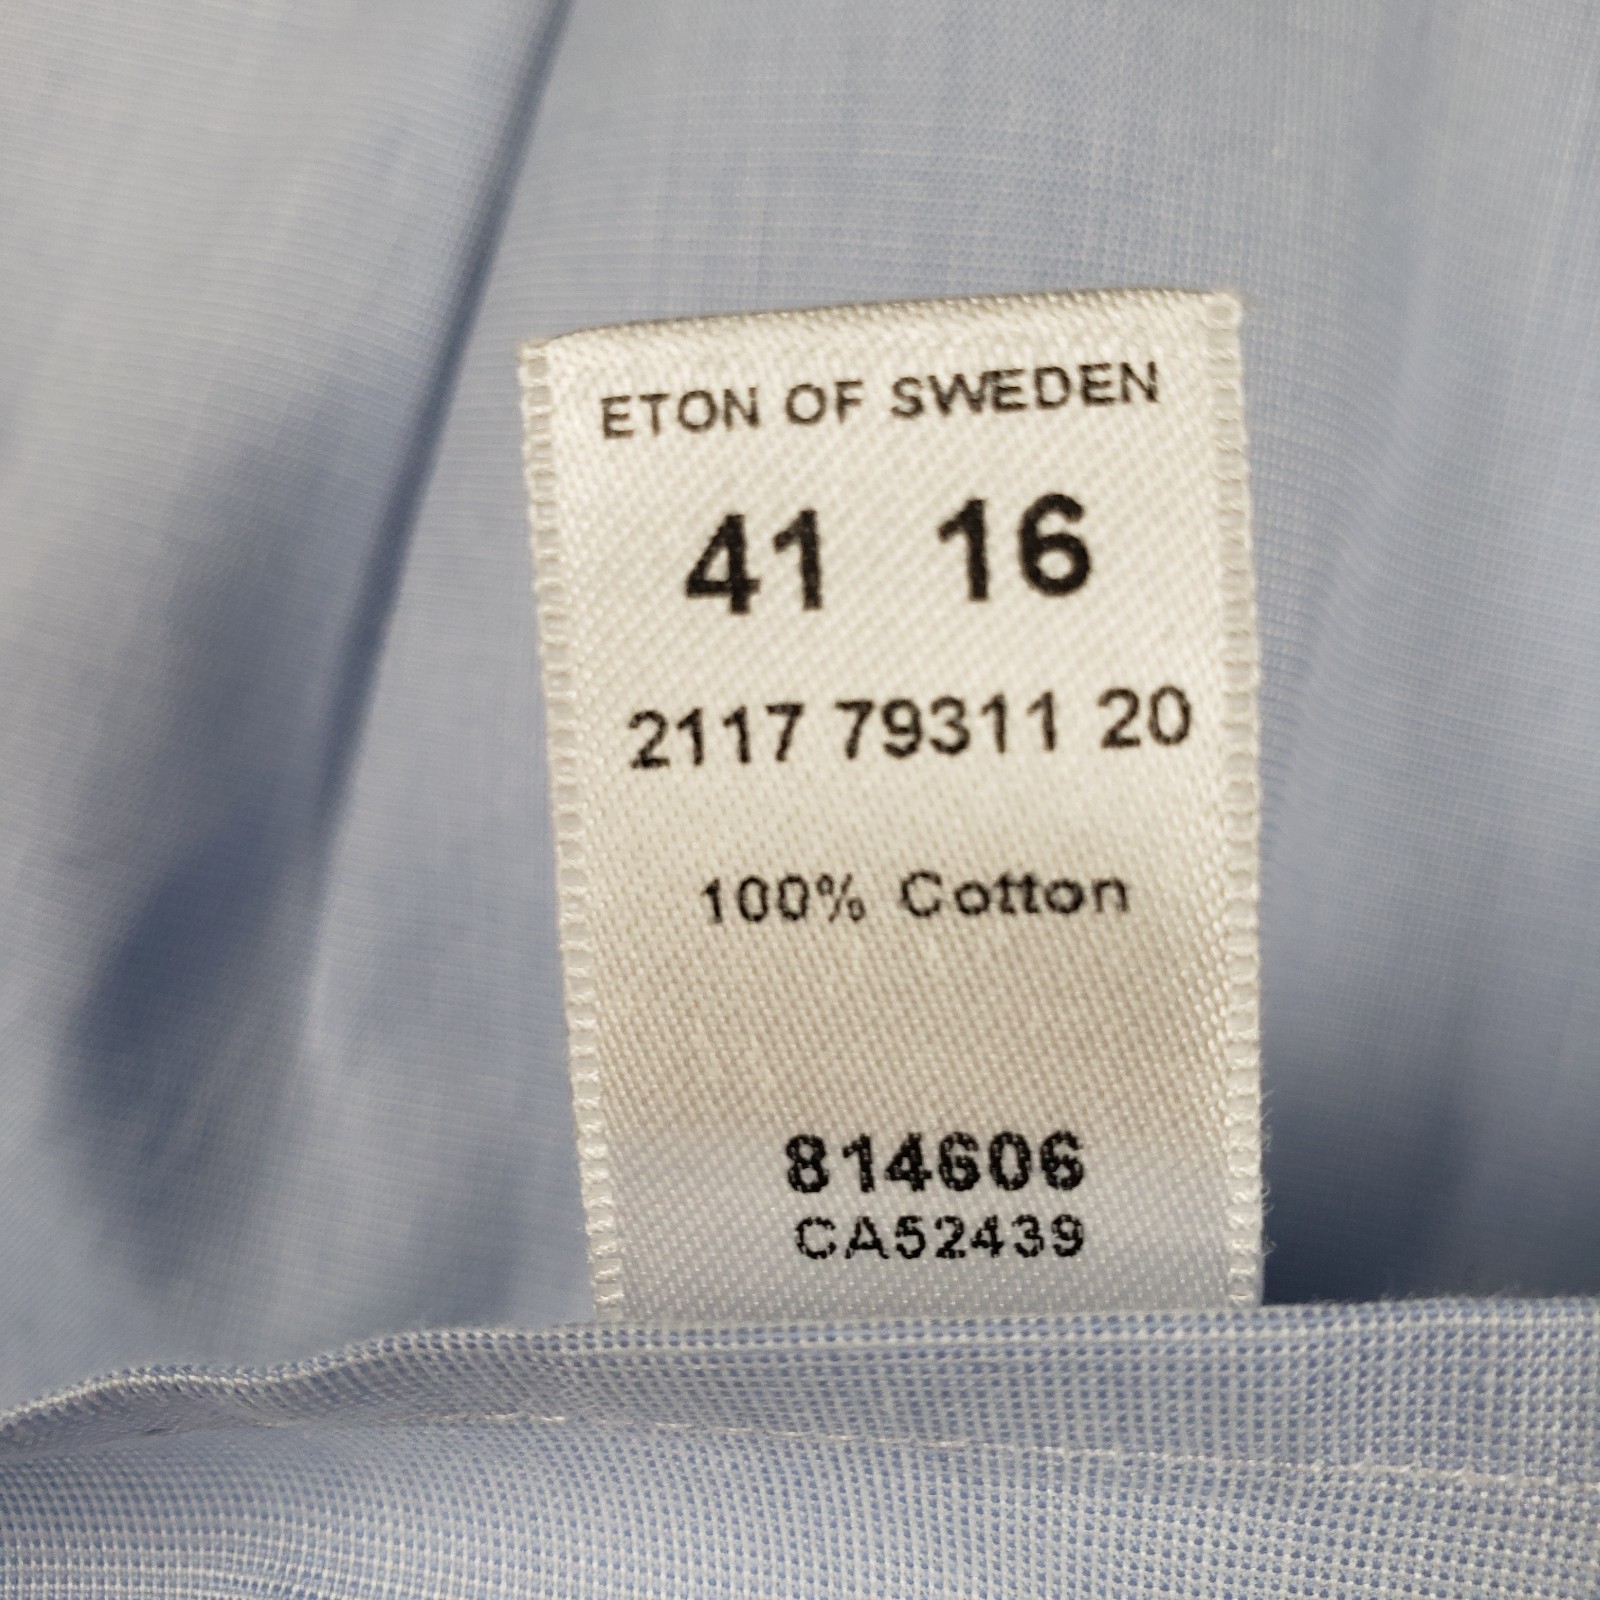 ETON OF SWEDEN
41 16
2117 79311 20
100% Cotton
814606
CA52439